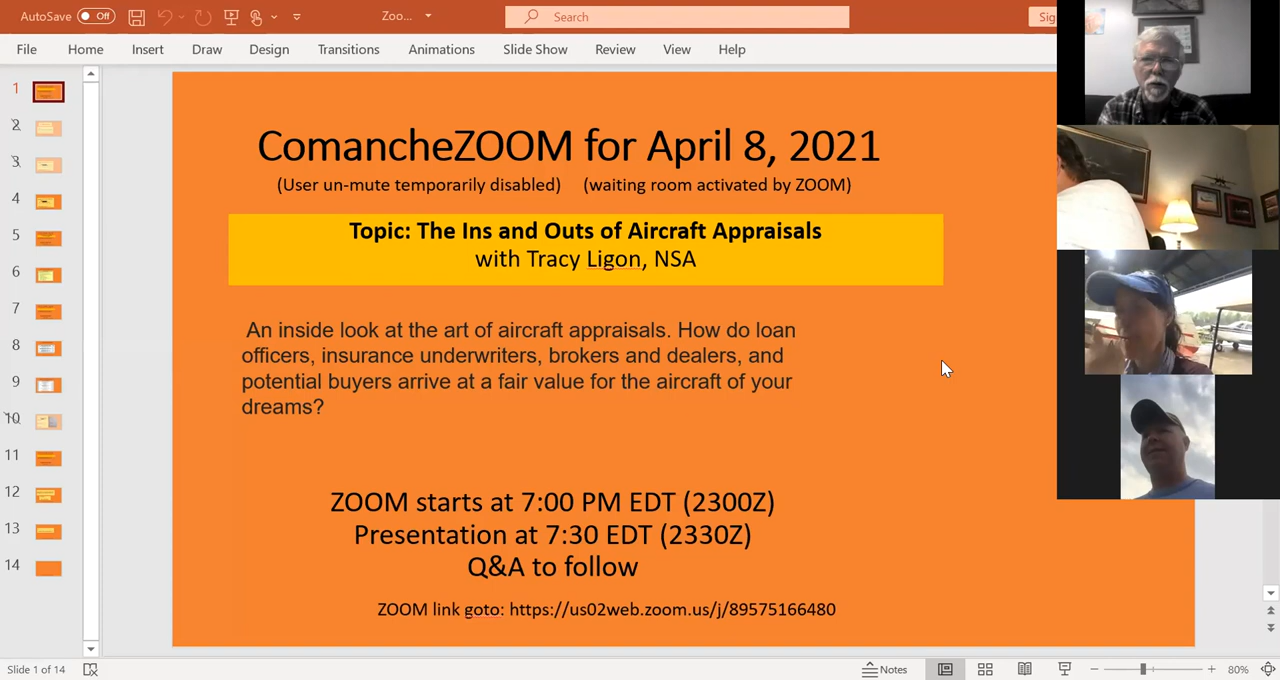 AutoSave Off Zoo... Search Sig
File Home Insert Draw Design Slide Show Transitions Animations Review View Help
1
2
3
4
5
6
7
8
9
10
11
12
13
14
ComancheZOOM for April 8, 2021
(User un-mute temporarily disabled) (waiting room activated by ZOOM)
Topic: The Ins and Outs of Aircraft Appraisals
with Tracy Ligon, NSA
An inside look at the art of aircraft appraisals. How do loan
officers, insurance underwriters, brokers and dealers, and
potential buyers arrive at a fair value for the aircraft of your
dreams?
ZOOM starts at 7:00 PM EDT (2300Z)
Presentation at 7:30 EDT (2330Z)
Q&A to follow
ZOOM link goto: https://us02web.zoom.us/j/89575166480
Slide 1 of 14 Notes 80%